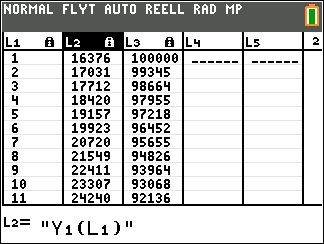 NORMAL FLYT AUTO REELL RAD MP
L1 L2 L3 L4 L5 2
1 16376 100000 ------ ------
2 17031 99345
3 17712 98664
4 18420 97955
5 19157 97218
6 19923 96452
7 20720 95655
8 21549 94826
9 22411 93964
10 23307 93068
11 24240 92136
L2= "Y1(L1)"